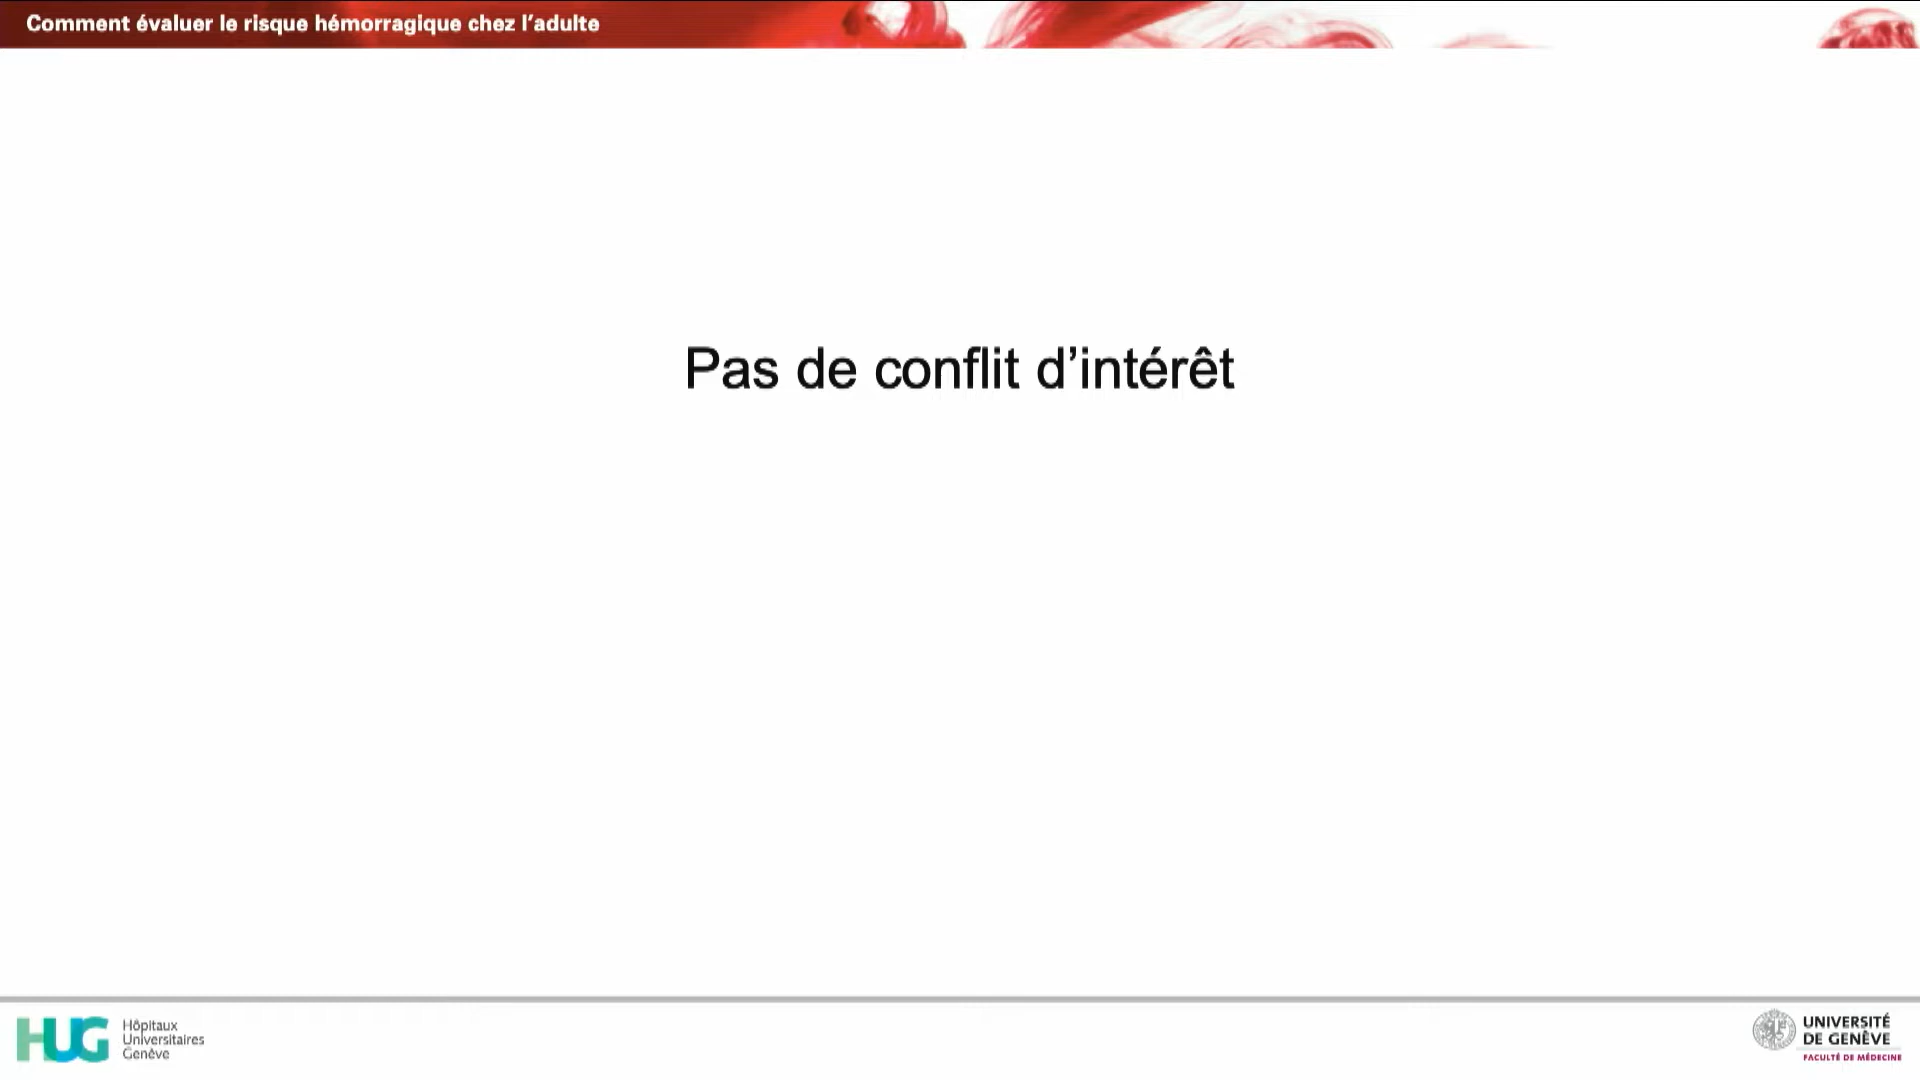 Comment évaluer le risque hémorragique chez l’adulte
Pas de conflit d’intérêt
HUG
Hôpitaux
Universitaires
Genève
UNIVERSITÉ
DE GENÈVE
FACULTÉ DE MÉDECINE